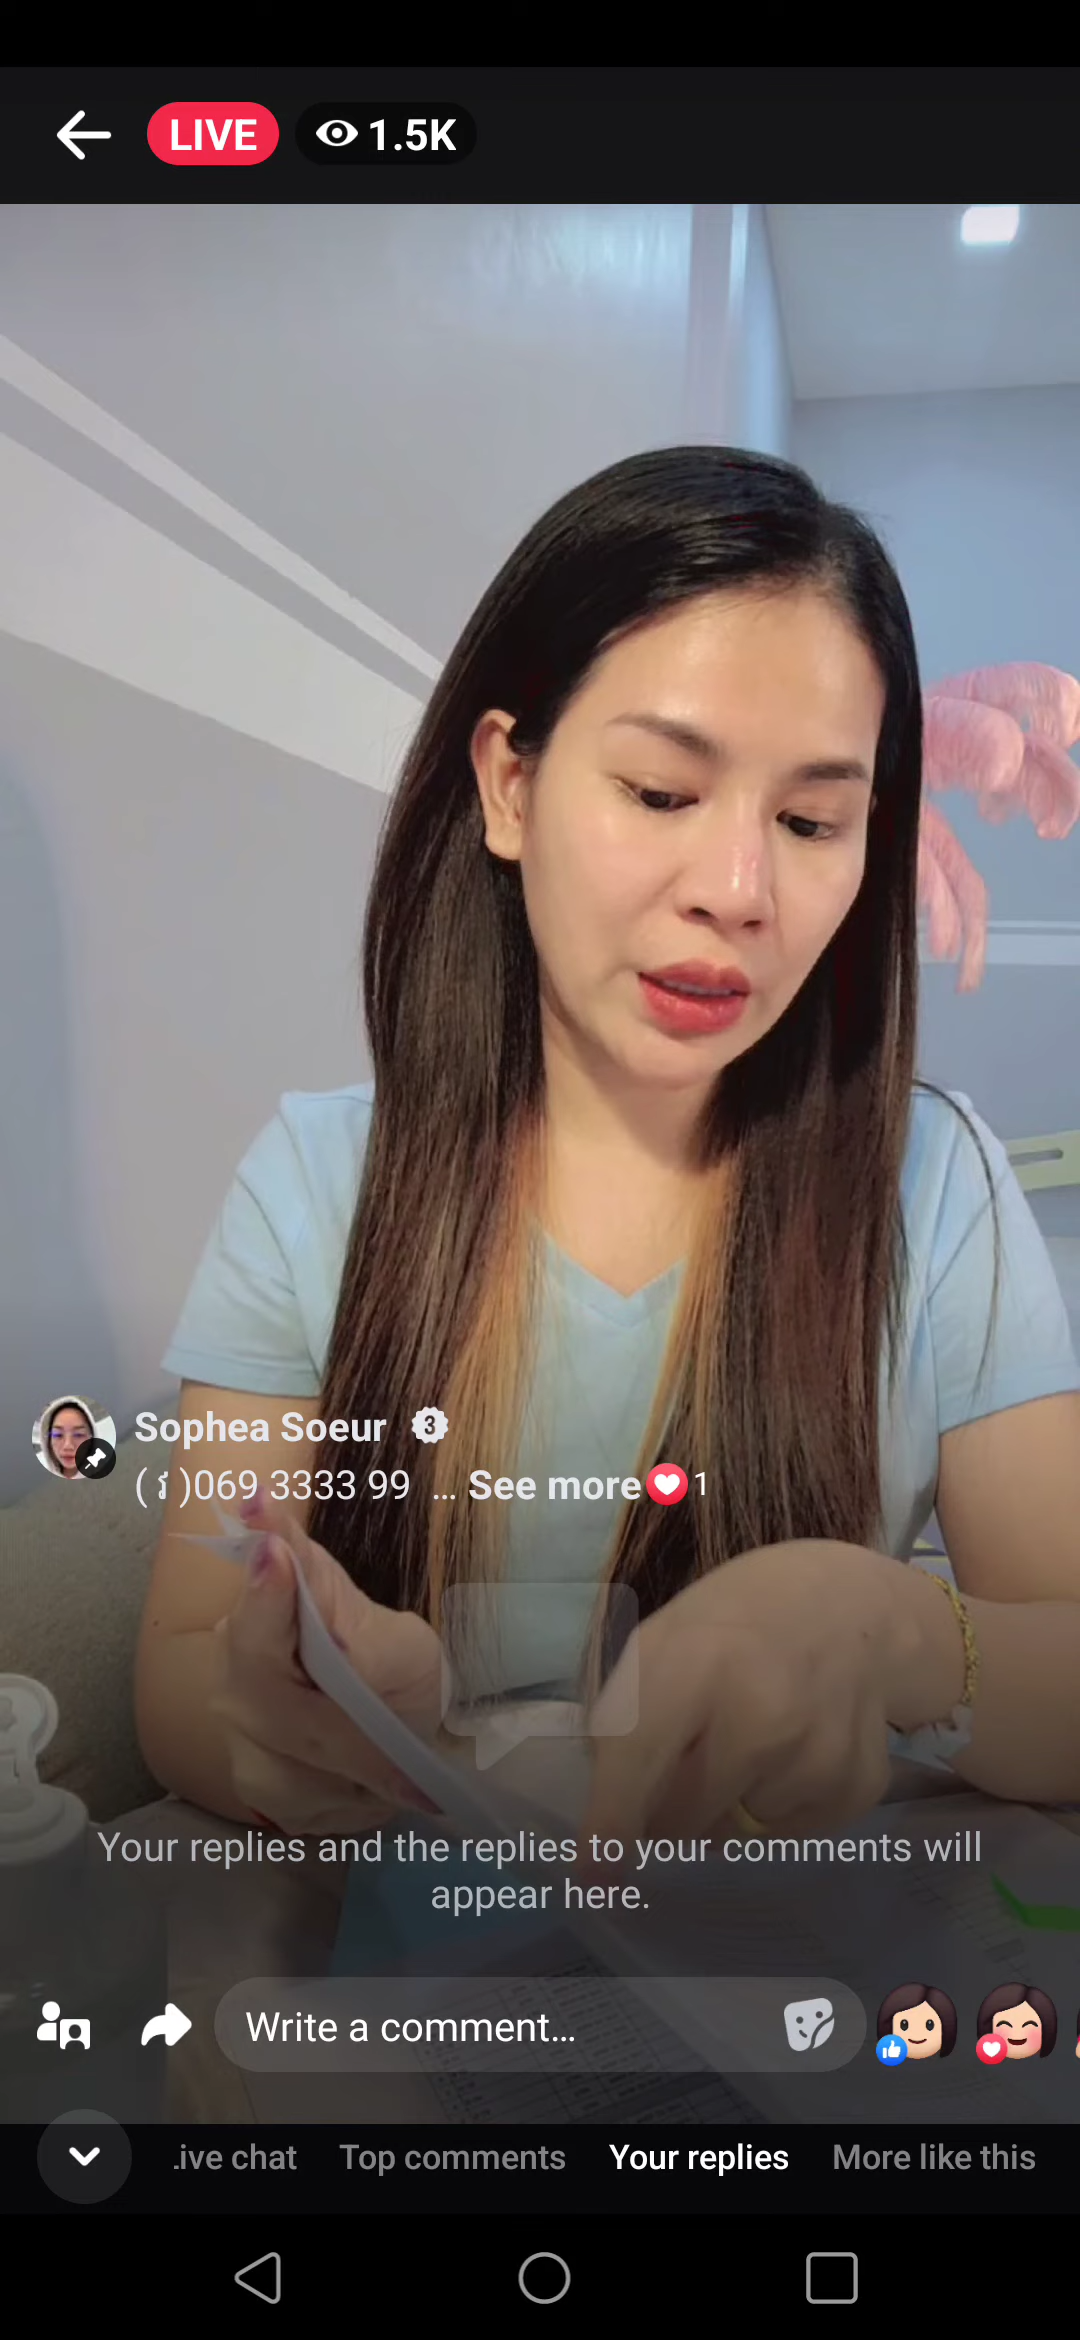 LIVE 1.5K
Sophea Soeur 3
(វ)069 3333 99 ... See more 1
Your replies and the replies to your comments will
appear here.
Write a comment...
ive chat Top comments Your replies More like this